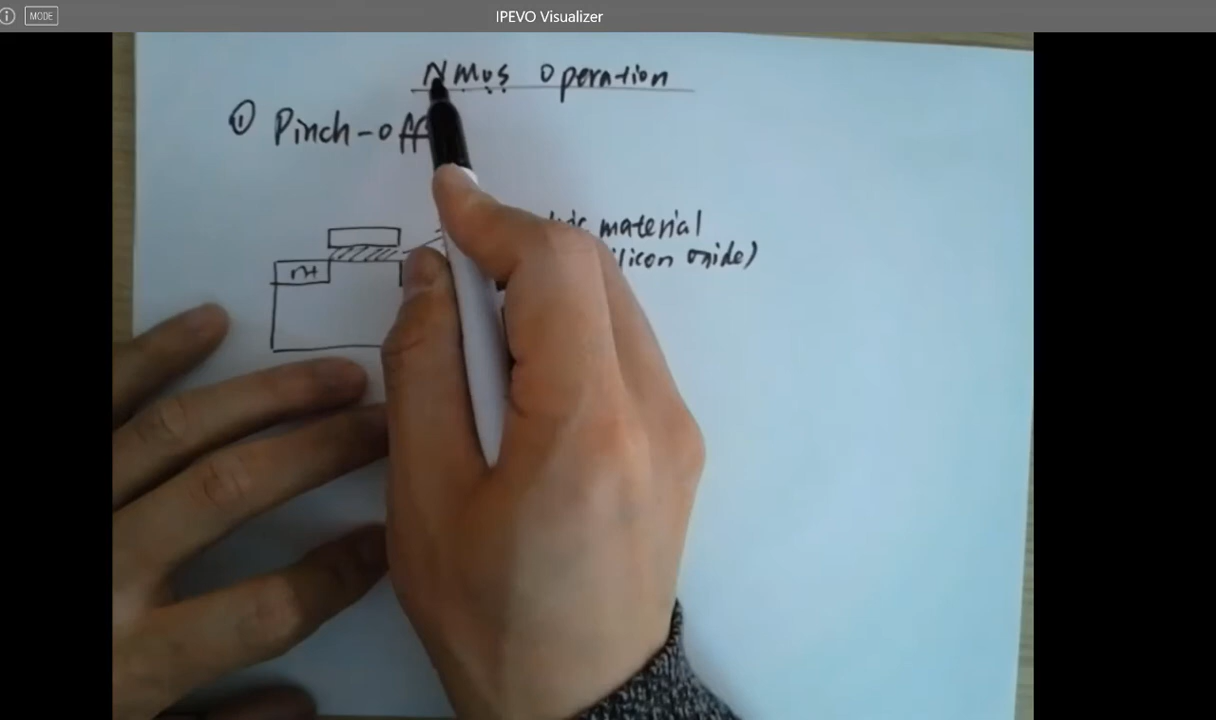 MODE
IPEVO Visualizer
NMOS Operation
① Pinch-off
material
n+
oxide)